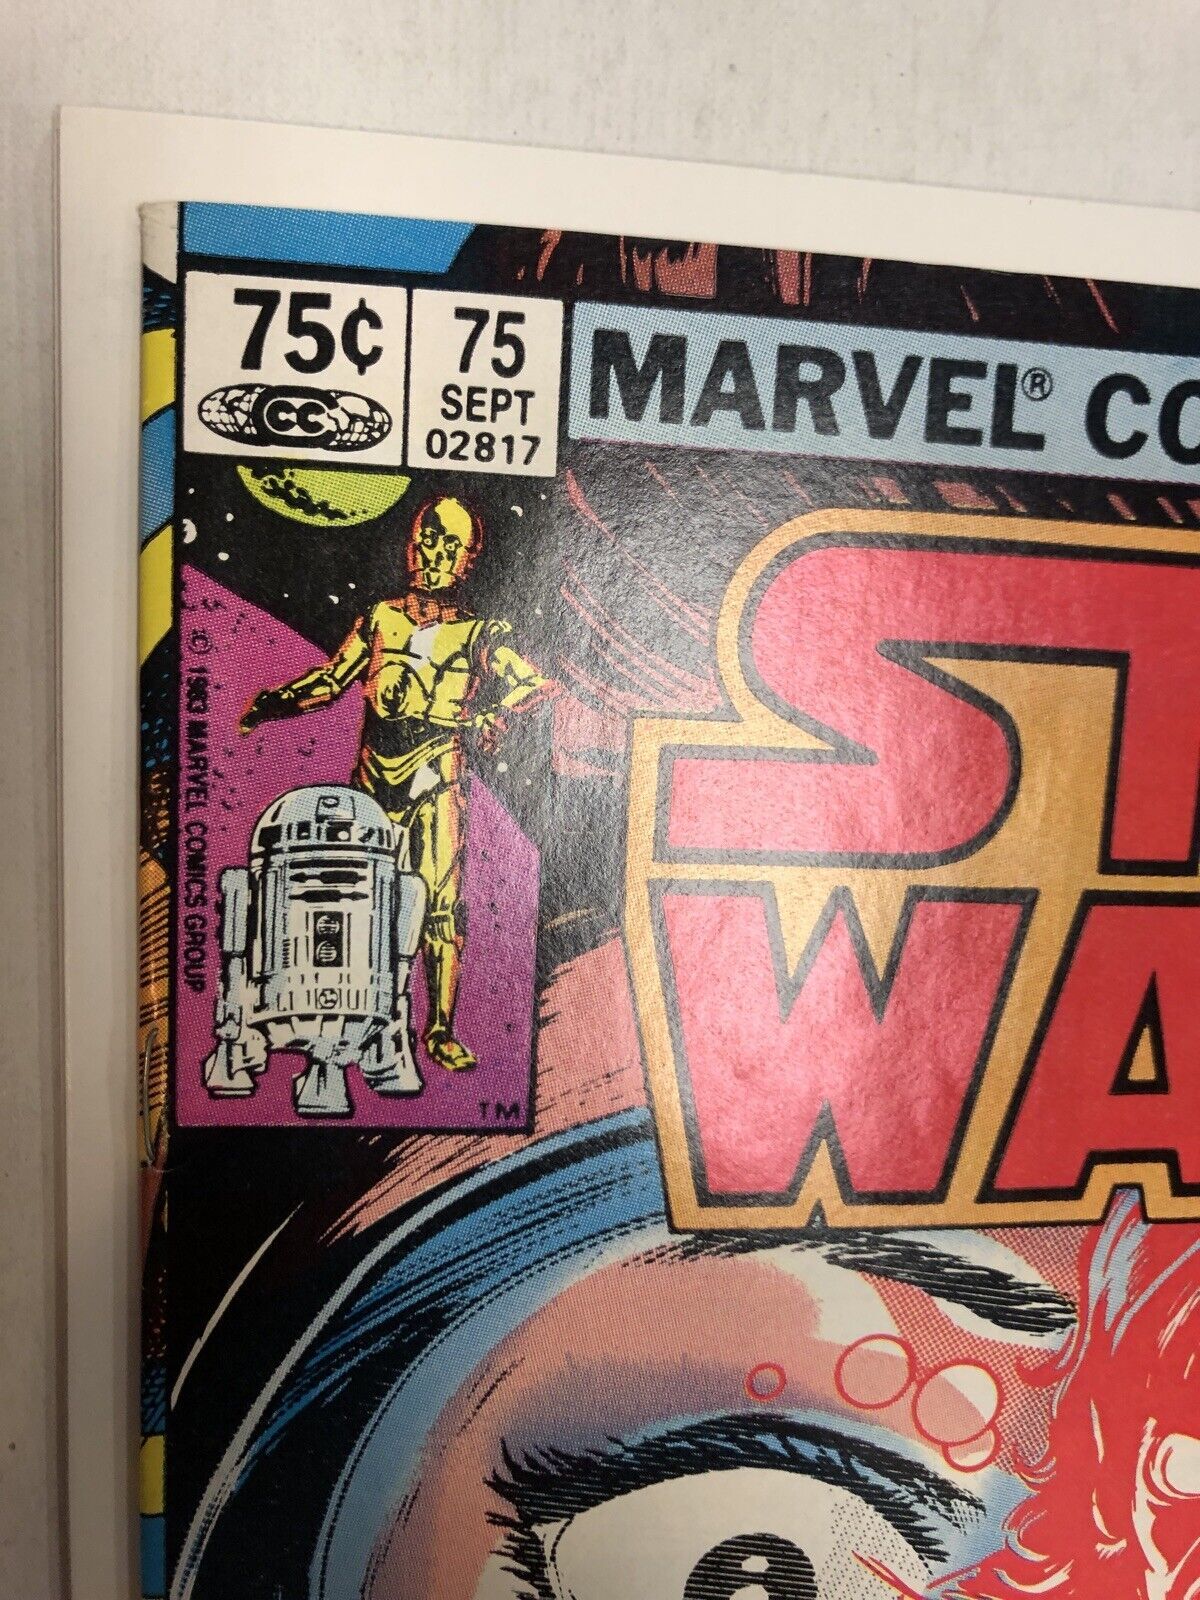 75¢
CC
75
SEPT
02817
MARVEL® CO
© 1983 MARVEL COMICS GROUP
TM
ST
WA